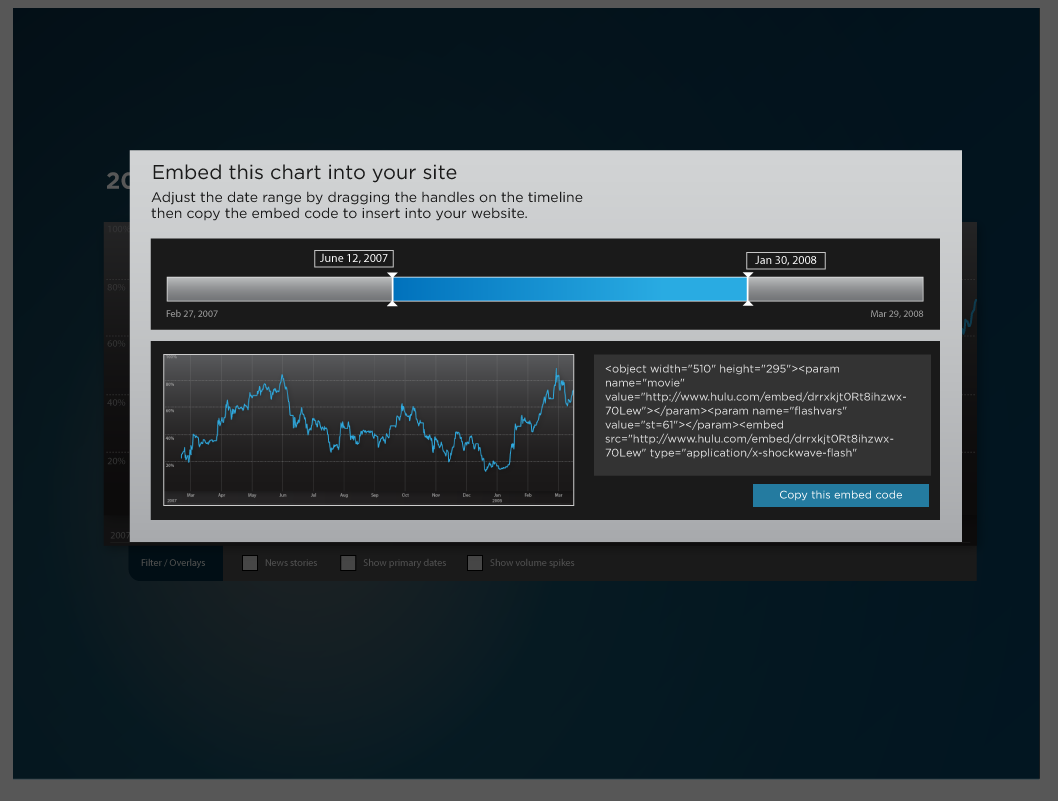 Embed this chart into your site
20
Adjust the date range by dragging the handles on the timeline
then copy the embed code to insert into your website.
100%
June 12, 2007
Jan 30, 2008
80%
Feb 27, 2007
Mar 29, 2008
60%
40%
20%
2007
100%
80%
60%
40%
20%
Mar Apr May Jun Jul Aug Sep Oct Nov Dec Jan Feb Mar
2007 2008
<object width="510" height="295"><param
name="movie"
value="http://www.hulu.com/embed/drrxkjt0Rt8ihzwx-
70Lew"></param><param name="flashvars"
value="st=61"></param><embed
src="http://www.hulu.com/embed/drrxkjt0Rt8ihzwx-
70Lew" type="application/x-shockwave-flash"
Copy this embed code
Filter / Overlays
News stories
Show primary dates
Show volume spikes